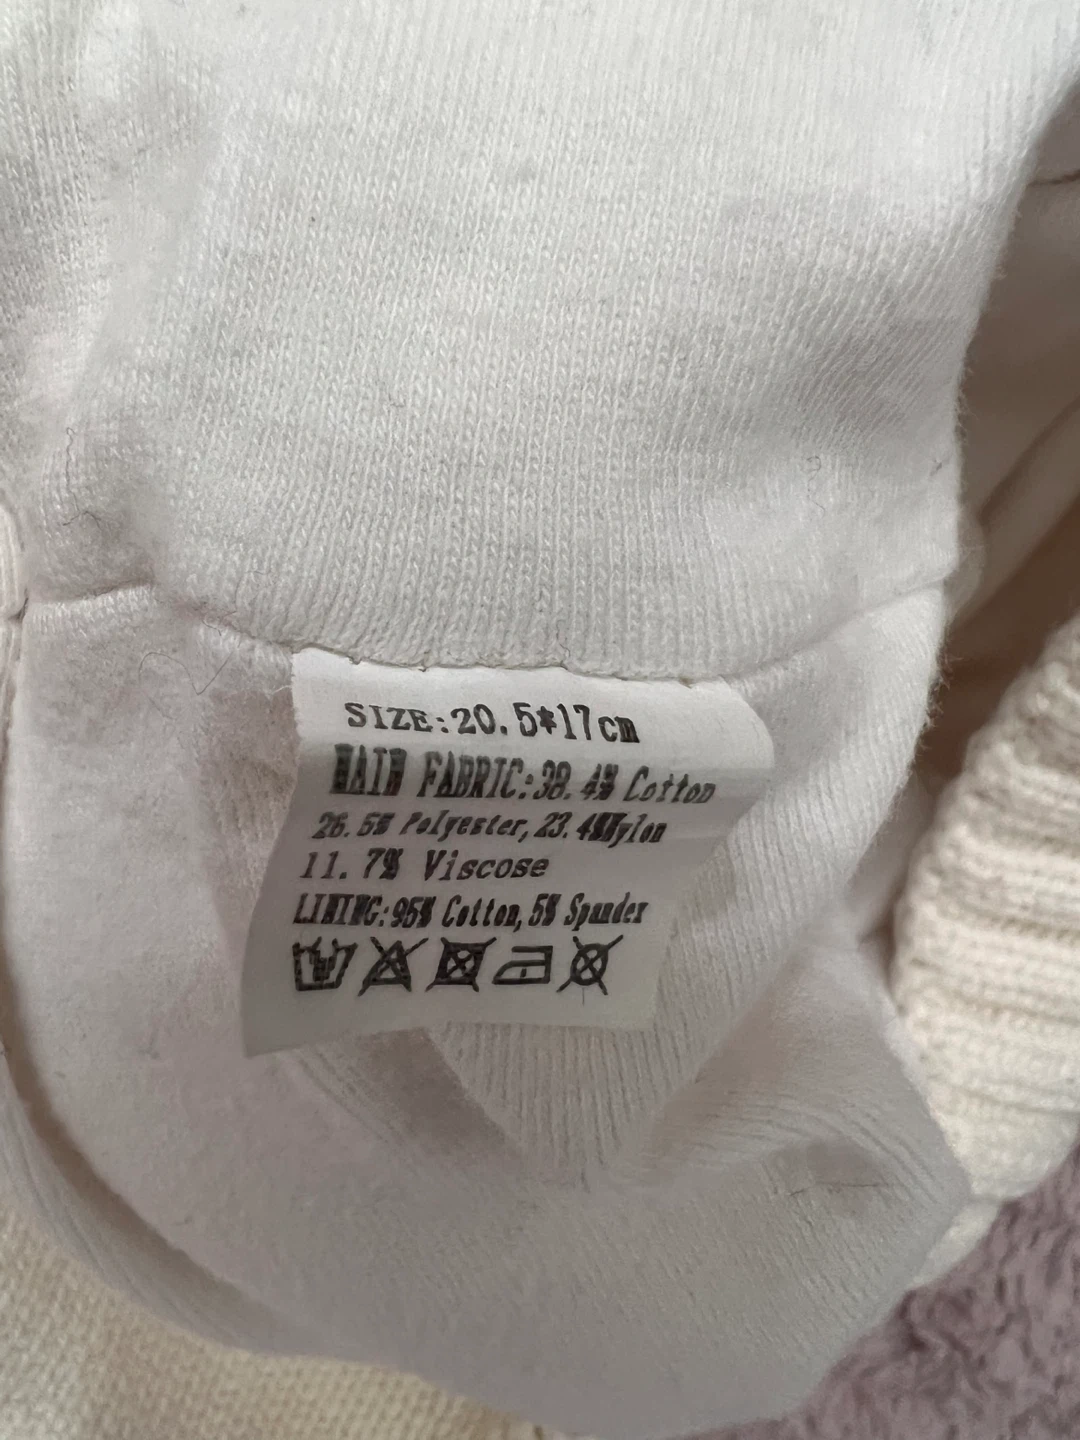 SIZE:20.5*17cm
MAIN FABRIC:38.4% Cotton
26.5% Polyester, 23.4%Nylon
11.7% Viscose
LINING:95% Cotton, 5% Spandex